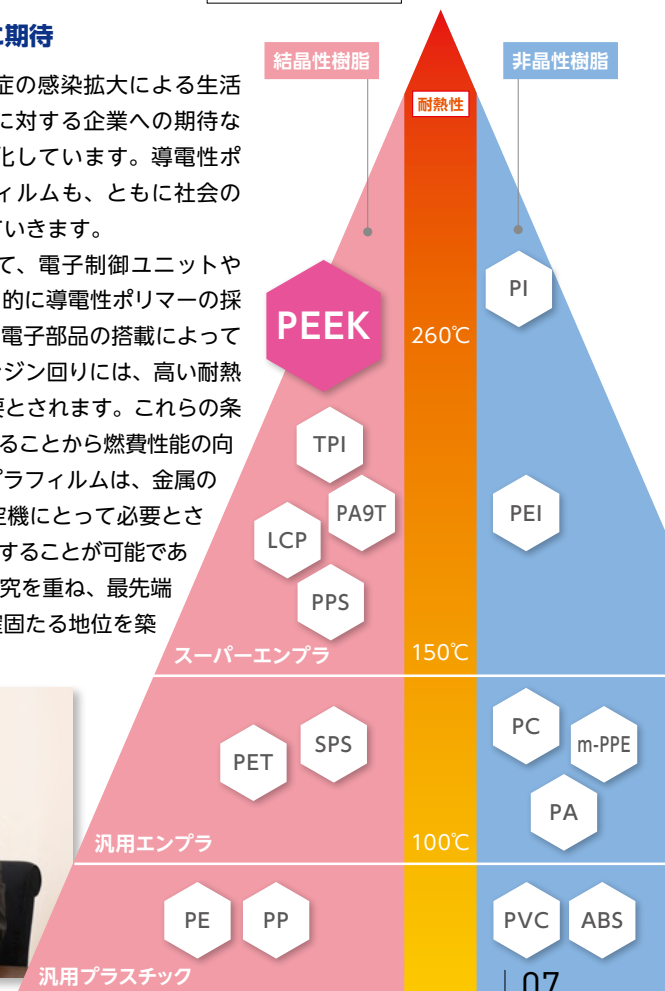 期待
症の感染拡大による生活
に対する企業への期待な
化しています。導電性ポ
ィルムも、ともに社会の
いきます。
て、電子制御ユニットや
的に導電性ポリマーの採
電子部品の搭載によって
ジン回りには、高い耐熱
要とされます。これらの条
ることから燃費性能の向
プラフィルムは、金属の
空機にとって必要とさ
することが可能であ
究を重ね、最先端
確固たる地位を築
結晶性樹脂
非晶性樹脂
耐熱性
PEEK
260℃
PI
TPI
PA9T
LCP
PPS
PEI
スーパーエンプラ
150℃
PET
SPS
PC
m-PPE
PA
汎用エンプラ
100℃
PE
PP
PVC
ABS
汎用プラスチック
07